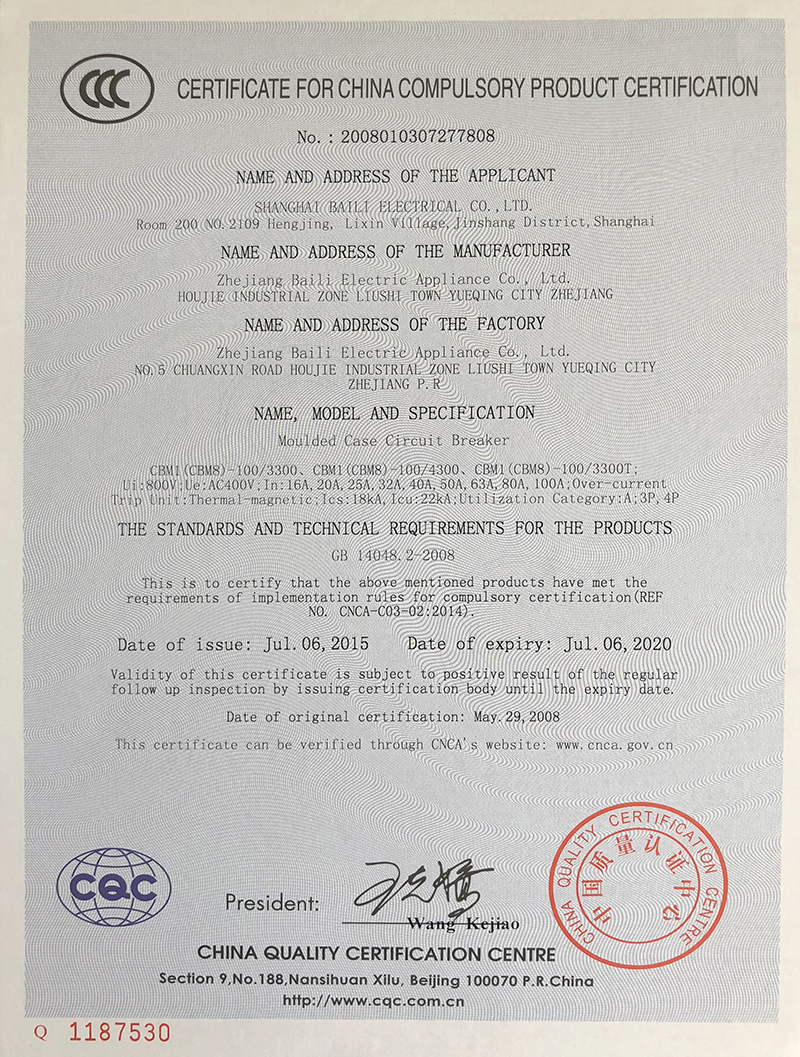 CCC
CERTIFICATE FOR CHINA COMPULSORY PRODUCT CERTIFICATION
No. : 2008010307277808
NAME AND ADDRESS OF THE APPLICANT
SHANGHAI BAILI ELECTRICAL CO.,LTD.
Room 200 NO.2109 Hengjing, Lixin Village,Jinshang District,Shanghai
NAME AND ADDRESS OF THE MANUFACTURER
Zhejiang Baili Electric Appliance Co., Ltd.
HOUJIE INDUSTRIAL ZONE LIUSHI TOWN YUEQING CITY ZHEJIANG
NAME AND ADDRESS OF THE FACTORY
Zhejiang Baili Electric Appliance Co., Ltd.
NO.5 CHUANGXIN ROAD HOUJIE INDUSTRIAL ZONE LIUSHI TOWN YUEQING CITY
ZHEJIANG P.R
NAME, MODEL AND SPECIFICATION
Moulded Case Circuit Breaker
CBM1(CBM8)-100/3300、CBM1(CBM8)-100/4300、CBM1(CBM8)-100/3300T;
Ui:800V;Ue:AC400V;In:16A,20A,25A,32A,40A,50A,63A,80A,100A;Over-current
Trip Unit:Thermal-magnetic;Ics:18kA,Icu:22kA;Utilization Category:A;3P,4P
THE STANDARDS AND TECHNICAL REQUIREMENTS FOR THE PRODUCTS
GB 14048.2-2008
This is to certify that the above mentioned products have met the
requirements of implementation rules for compulsory certification(REF
NO. CNCA-C03-02:2014).
Date of issue: Jul.06,2015 Date of expiry: Jul.06,2020
Validity of this certificate is subject to positive result of the regular
follow up inspection by issuing certification body until the expiry date.
Date of original certification: May.29,2008
This certificate can be verified through CNCA's website: www.cnca.gov.cn
CQC
President:
Wang Kejiao
CHINA QUALITY CERTIFICATION CENTRE
中国质量认证中心
CHINA QUALITY CERTIFICATION CENTRE
Section 9,No.188,Nansihuan Xilu, Beijing 100070 P.R.China
http://www.cqc.com.cn
Q 1187530